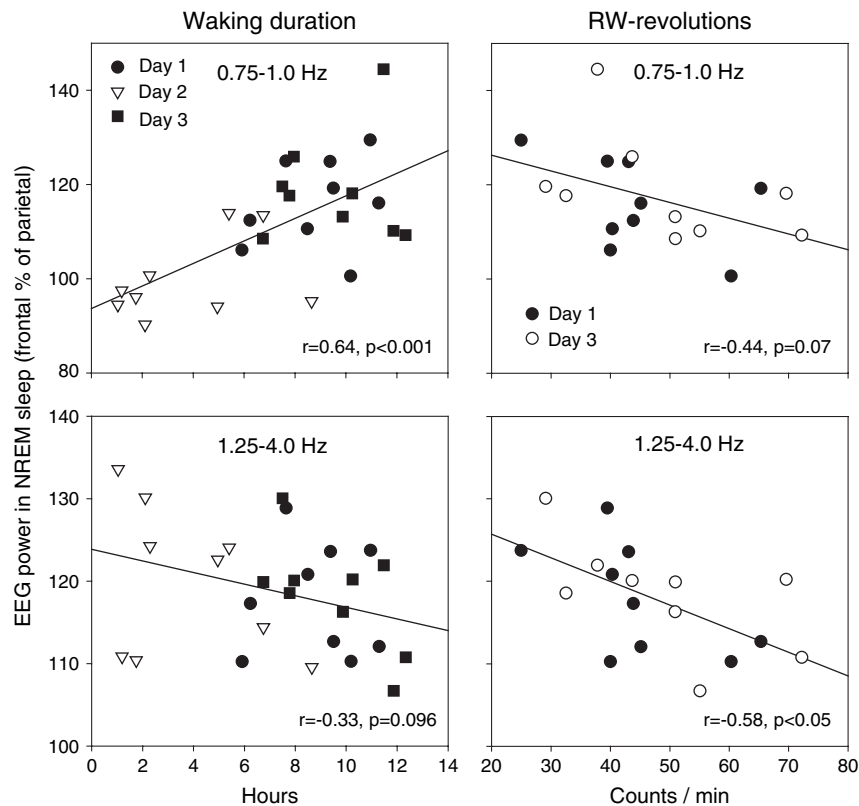 Waking duration
RW-revolutions
EEG power in NREM sleep (frontal % of parietal)
140
120
100
80
Day 1
Day 2
Day 3
0.75-1.0 Hz
r=0.64, p<0.001
0.75-1.0 Hz
Day 1
Day 3
r=-0.44, p=0.07
140
130
120
110
100
1.25-4.0 Hz
r=-0.33, p=0.096
0 2 4 6 8 10 12 14
Hours
1.25-4.0 Hz
r=-0.58, p<0.05
20 30 40 50 60 70 80
Counts / min